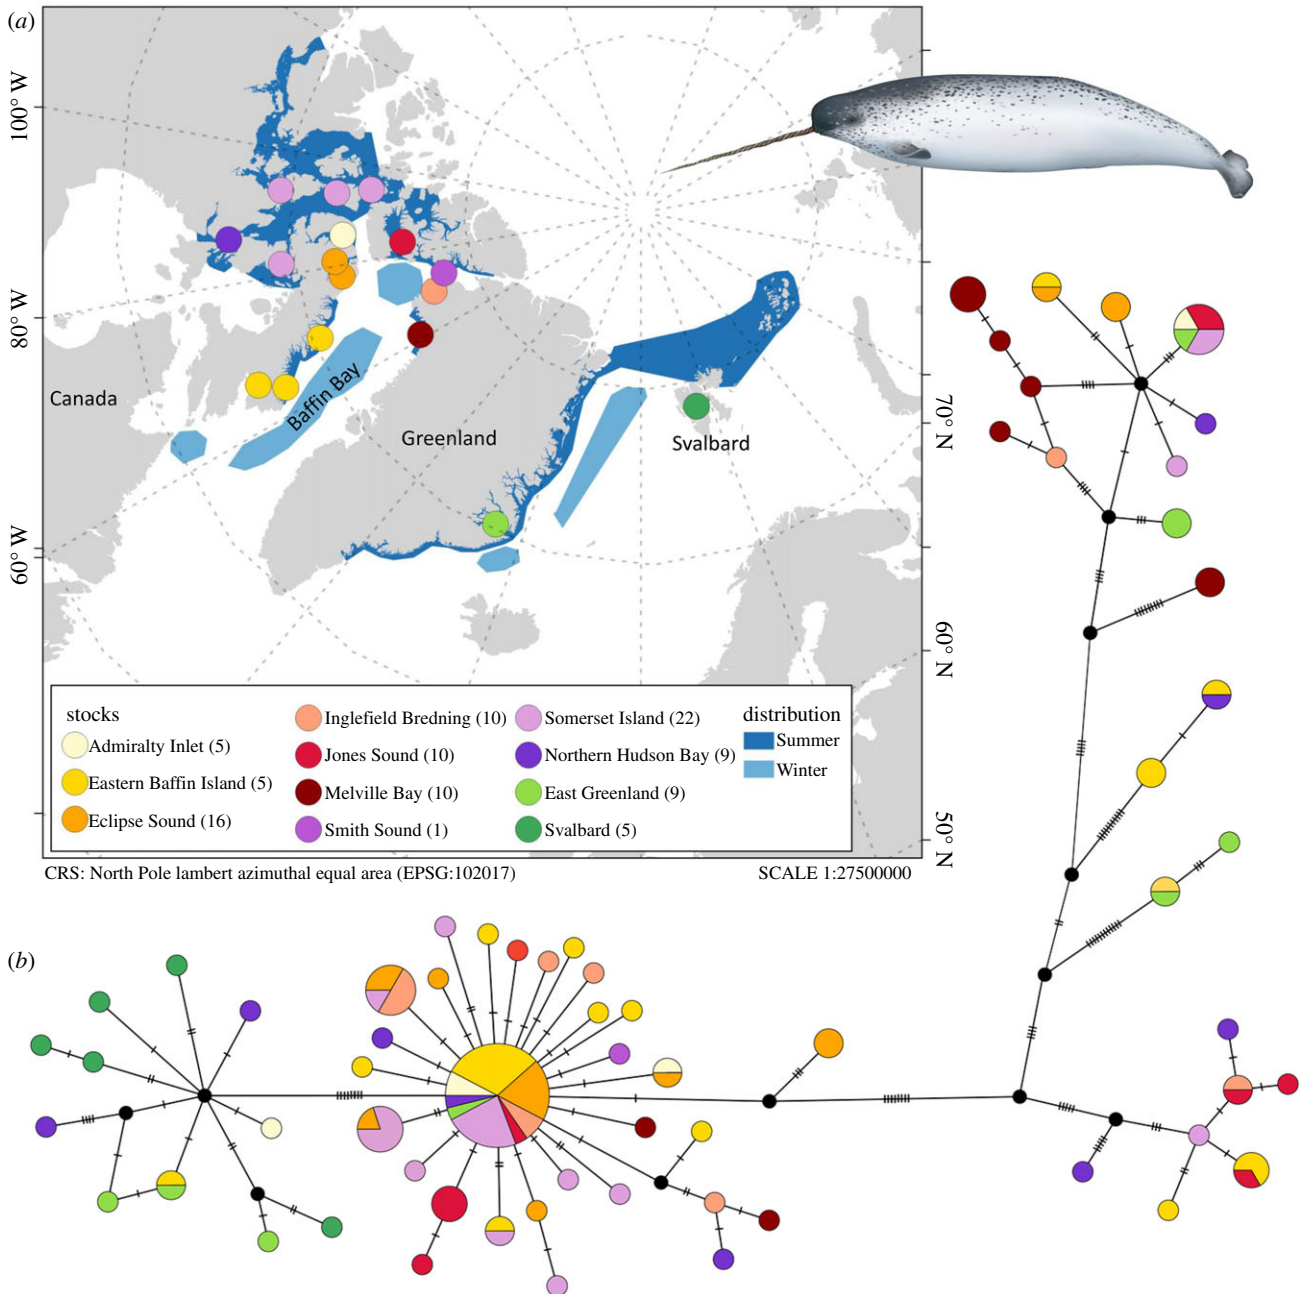 (a)
100° W
80° W
60° W
70° N
60° N
50° N
Canada
Baffin Bay
Greenland
Svalbard
stocks
Admiralty Inlet (5)
Eastern Baffin Island (5)
Eclipse Sound (16)
Inglefield Bredning (10)
Jones Sound (10)
Melville Bay (10)
Smith Sound (1)
Somerset Island (22)
Northern Hudson Bay (9)
East Greenland (9)
Svalbard (5)
distribution
Summer
Winter
CRS: North Pole lambert azimuthal equal area (EPSG:102017)
SCALE 1:27500000
(b)